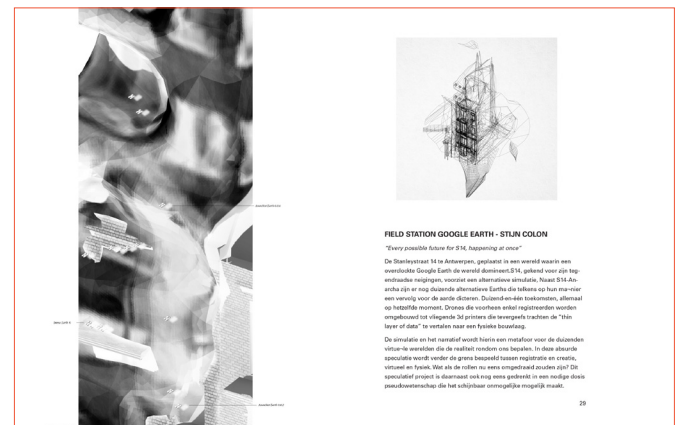 FIELD STATION GOOGLE EARTH - STIJN COLON
"Every possible future for S14, happening at once"
De Stanleystraat 14 te Antwerpen, geplaatst in een wereld waarin een
overclockte Google Earth de wereld domineert.S14, gekend voor zijn teg-
endraadse neigingen, voorziet een alternatieve simulatie, Naast S14-An-
archa zijn er nog duizende alternatieve Earths die telkens op hun ma¬nier
een vervolg voor de aarde dicteren. Duizend-en-één toekomsten, allemaal
op hetzelfde moment. Drones die voorheen enkel registreerden worden
omgebouwd tot vliegende 3d printers die tevergeefs trachten de "thin
layer of data" te vertalen naar een fysieke bouwlaag.
De simulatie en het narratief wordt hierin een metafoor voor de duizenden
virtue¬le werelden die de realiteit rondom ons bepalen. In deze absurde
speculatie wordt verder de grens bespeeld tussen registratie en creatie,
virtueel en fysiek. Wat als de rollen nu eens omgedraaid zouden zijn? Dit
speculatief project is daarnaast ook nog eens gedrenkt in een nodige dosis
pseudowetenschap die het schijnbaar onmogelijke mogelijk maakt.
29